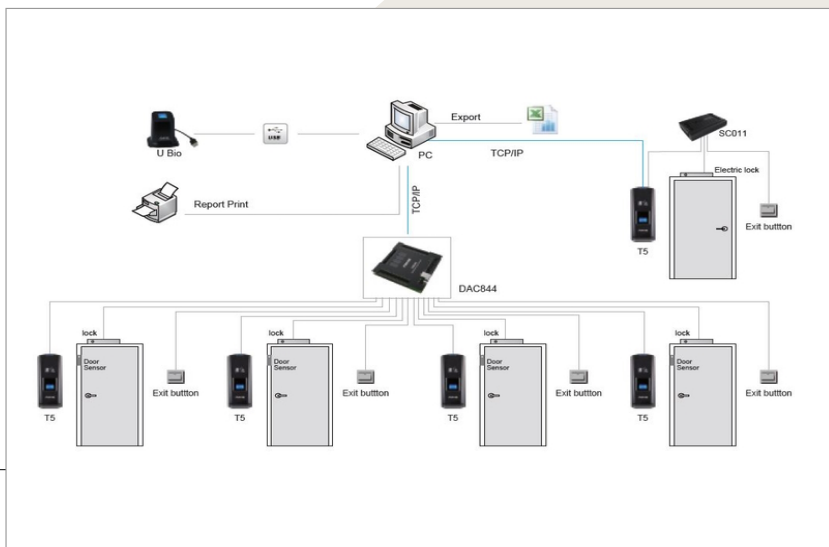 U Bio
USB
PC
Export
TCP/IP
SC011
Electric lock
T5
Exit buttton
Report Print
TCP/IP
DAC844
lock
lock
lock
lock
Door
Sensor
Door
Sensor
Door
Sensor
Door
Sensor
T5
Exit buttton
T5
Exit buttton
T5
Exit buttton
T5
Exit buttton